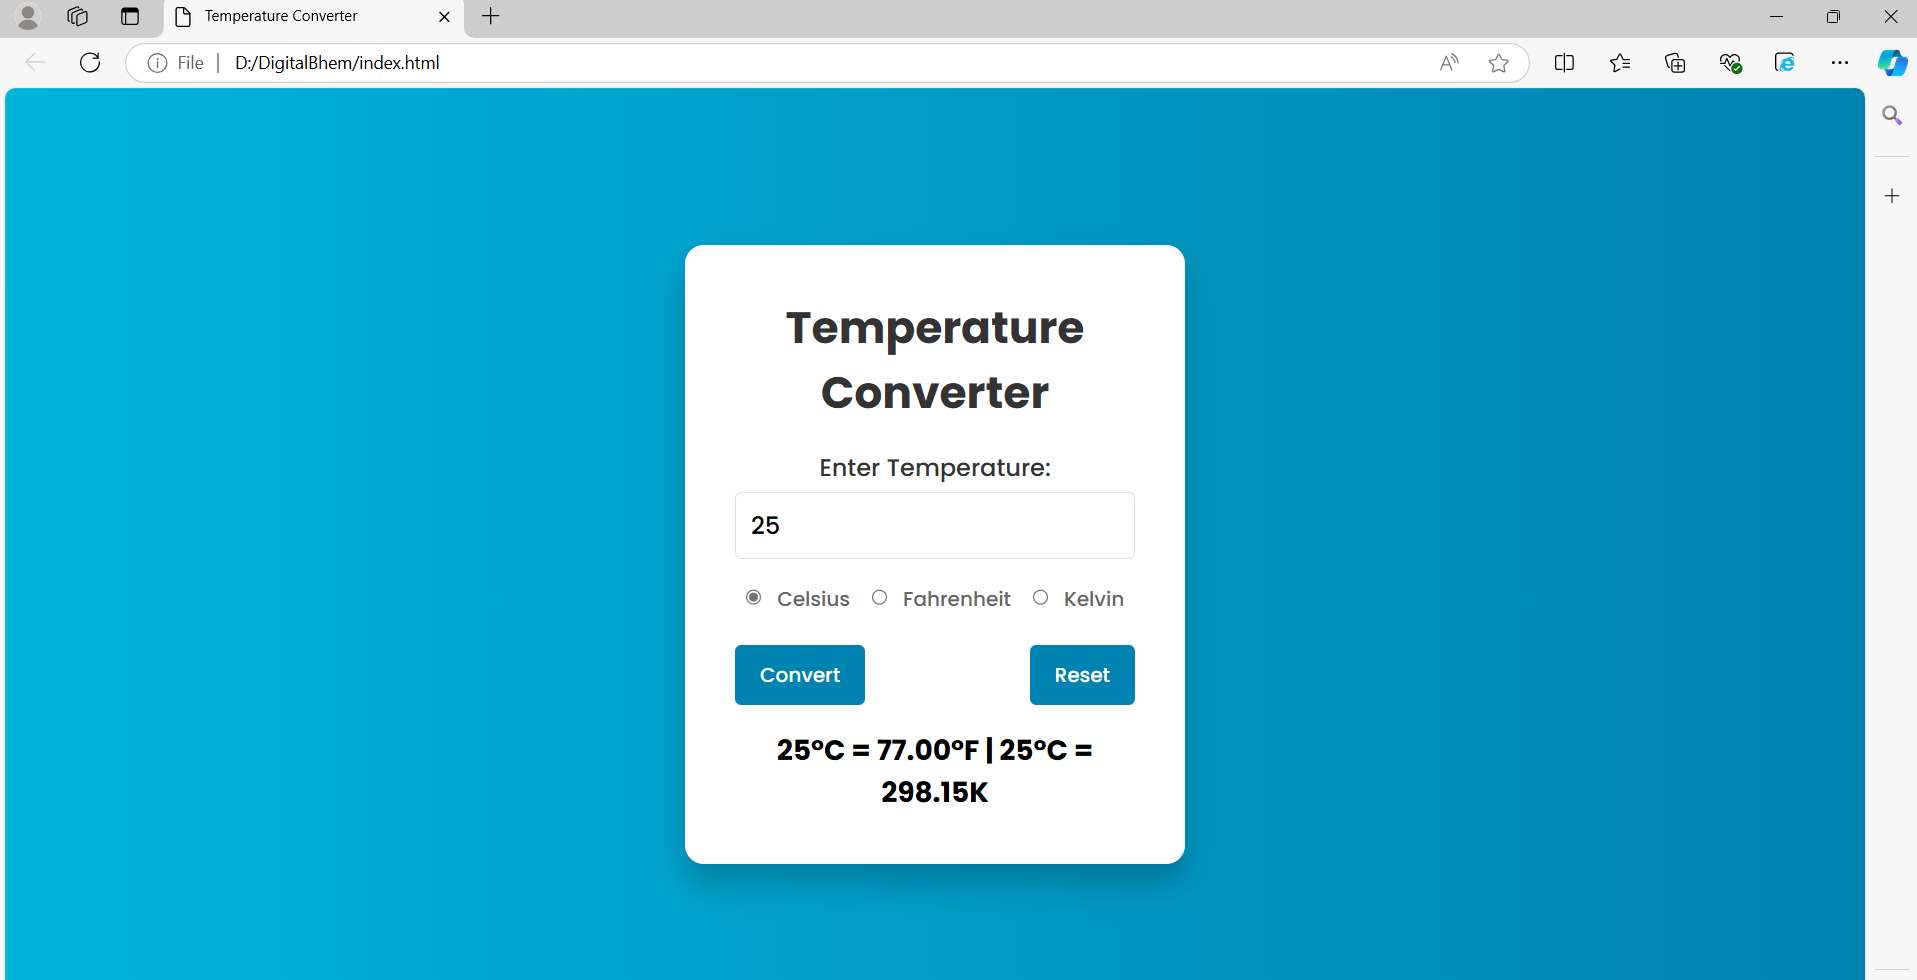 Temperature Converter
File | D:/DigitalBhem/index.html
Temperature
Converter
Enter Temperature:
25
Celsius Fahrenheit Kelvin
Convert Reset
25°C = 77.00°F | 25°C =
298.15K